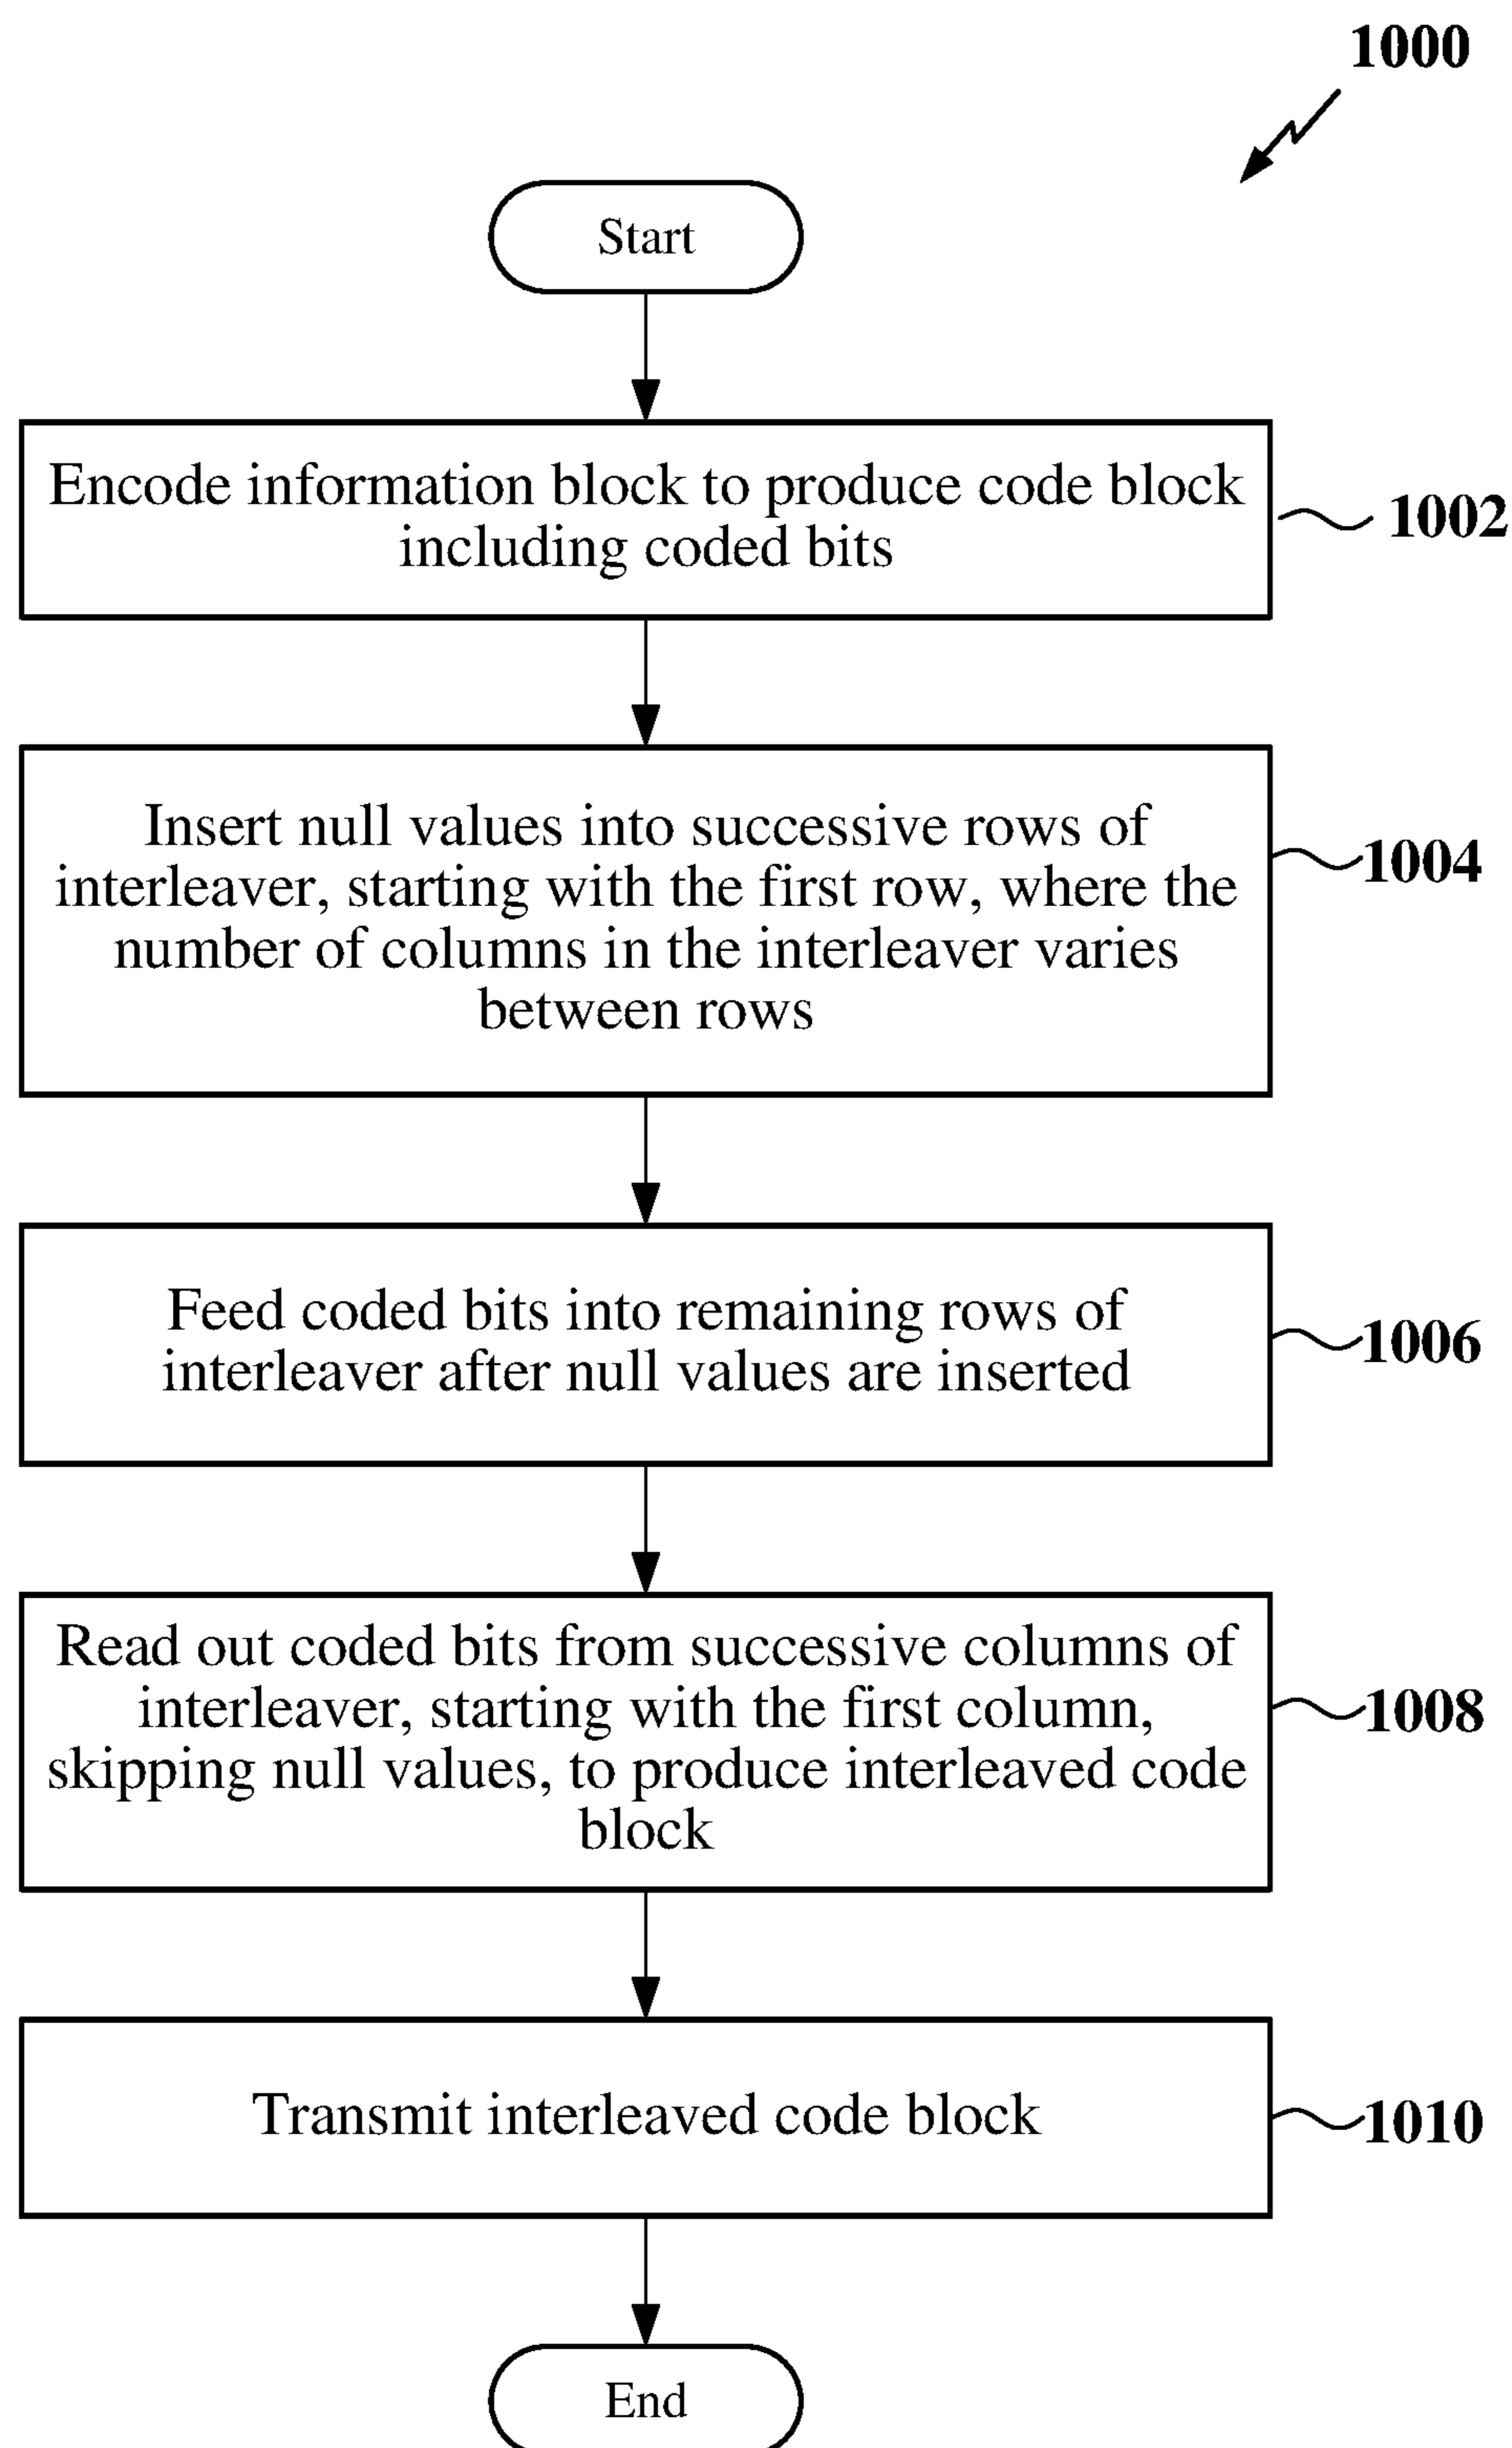 1000
Start
Encode information block to produce code block
including coded bits
1002
Insert null values into successive rows of
interleaver, starting with the first row, where the
number of columns in the interleaver varies
between rows
1004
Feed coded bits into remaining rows of
interleaver after null values are inserted
1006
Read out coded bits from successive columns of
interleaver, starting with the first column,
skipping null values, to produce interleaved code
block
1008
Transmit interleaved code block
1010
End